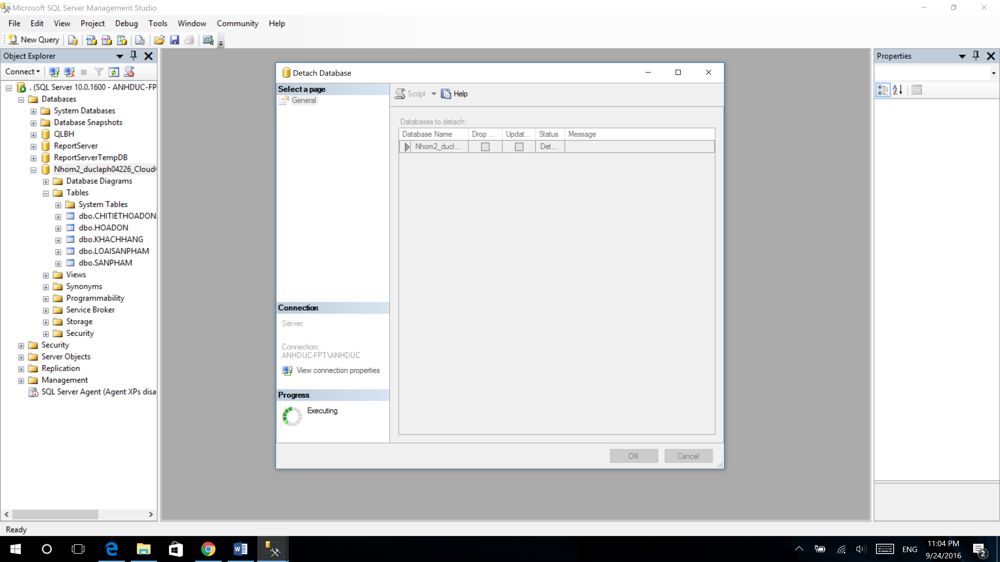 Microsoft SQL Server Management Studio
File Edit View Project Debug Tools Window Community Help
New Query
Object Explorer
Connect
. (SQL Server 10.0.1600 - ANHDUC-FP
Databases
System Databases
Database Snapshots
QLBH
ReportServer
ReportServerTempDB
Nhom2_duclaph04226_Cloud
Database Diagrams
Tables
System Tables
dbo.CHITIETHOADON
dbo.HOADON
dbo.KHACHHANG
dbo.LOAISANPHAM
dbo.SANPHAM
Views
Synonyms
Programmability
Service Broker
Storage
Security
Security
Server Objects
Replication
Management
SQL Server Agent (Agent XPs disa
Detach Database
Select a page
General
Script Help
Databases to detach:
Database Name Drop ... Updat... Status Message
Nhom2_ducl... Det...
Connection
Server:
.
Connection:
ANHDUC-FPT\ANHDUC
View connection properties
Progress
Executing
OK Cancel
Properties
Ready
ENG
11:04 PM
9/24/2016
2